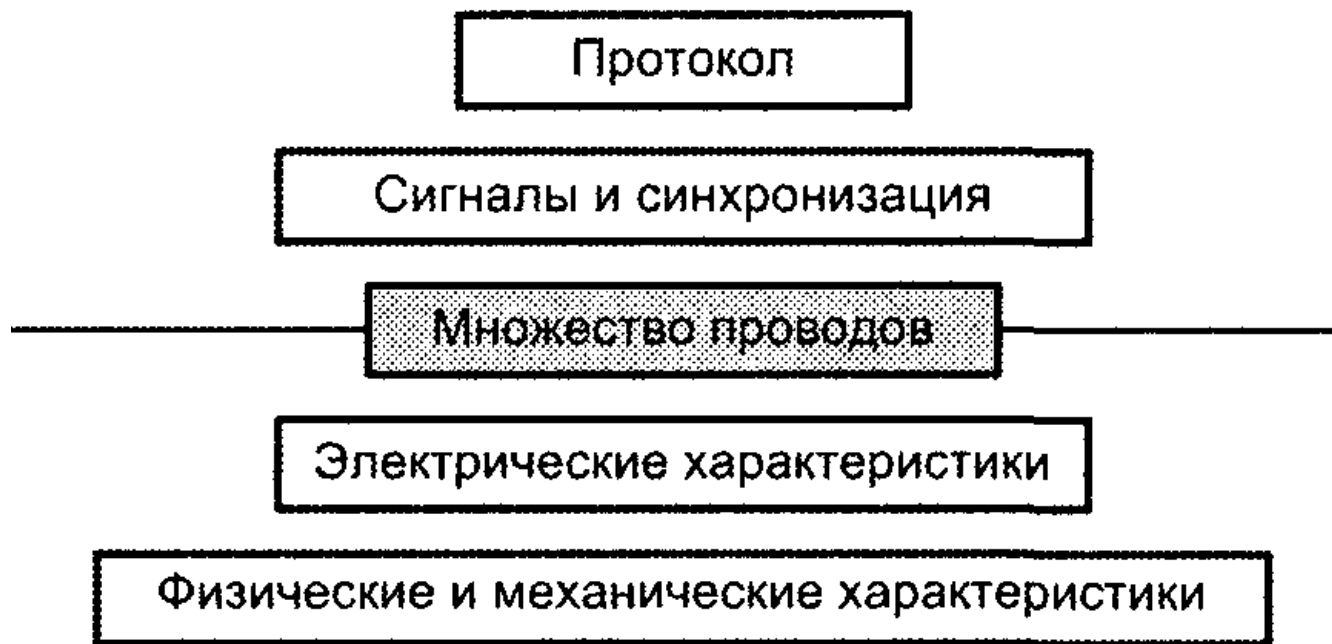 Протокол
Сигналы и синхронизация
Множество проводов
Электрические характеристики
Физические и механические характеристики